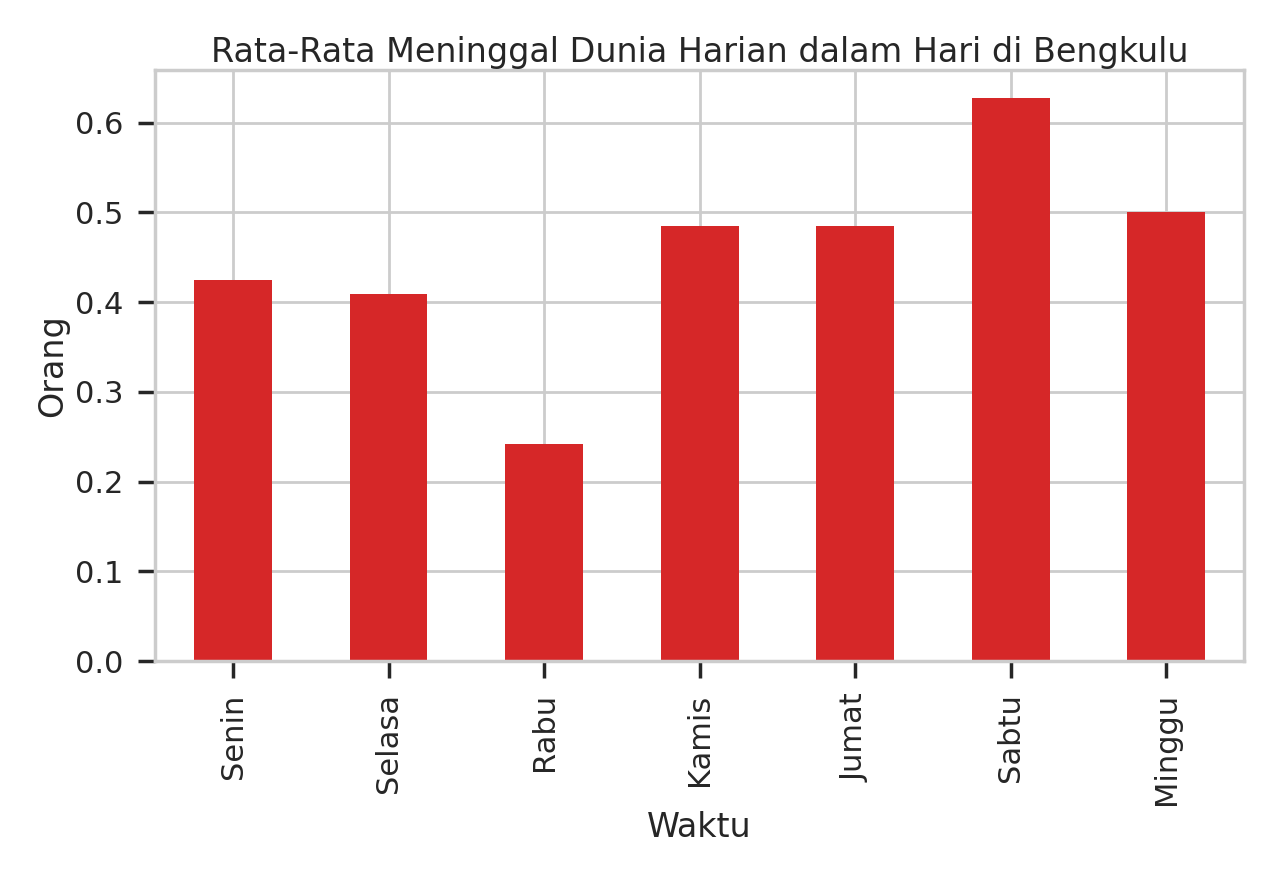 Rata-Rata Meninggal Dunia Harian dalam Hari di Bengkulu
0.6
0.5
0.4
0.3
0.2
0.1
0.0
Orang
Senin
Selasa
Rabu
Kamis
Jumat
Sabtu
Minggu
Waktu